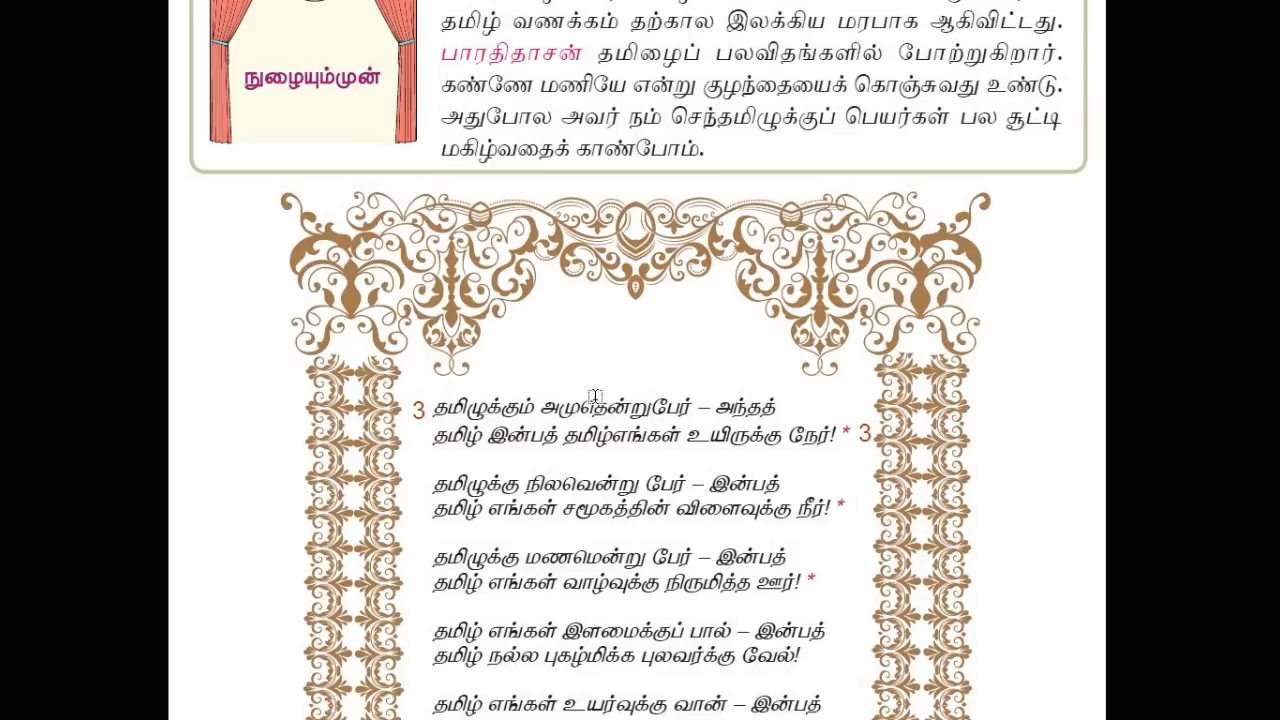 தமிழ் வணக்கம் தற்கால இலக்கிய மரபாக ஆகிவிட்டது.
பாரதிதாசன் தமிழைப் பலவிதங்களில் போற்றுகிறார்.
நுழையுமுன்
கண்ணே மணியே என்று குழந்தையைக் கொஞ்சுவது உண்டு.
அதுபோல அவர் நம் செந்தமிழுக்குப் பெயர்கள் பல சூட்டி
மகிழ்வதைக் காண்போம்.
3 தமிழுக்கும் அமுதென்றுபேர் – அந்தத்
தமிழ் இன்பத் தமிழ்எங்கள் உயிருக்கு நேர்! * 3
தமிழுக்கு நிலவென்று பேர் – இன்பத்
தமிழ் எங்கள் சமூகத்தின் விளைவுக்கு நீர்! *
தமிழுக்கு மணமென்று பேர் – இன்பத்
தமிழ் எங்கள் வாழ்வுக்கு நிருமித்த ஊர்! *
தமிழ் எங்கள் இளமைக்குப் பால் – இன்பத்
தமிழ் நல்ல புகழ்மிக்க புலவர்க்கு வேல்!
தமிழ் எங்கள் உயர்வுக்கு வான் – இன்பத்